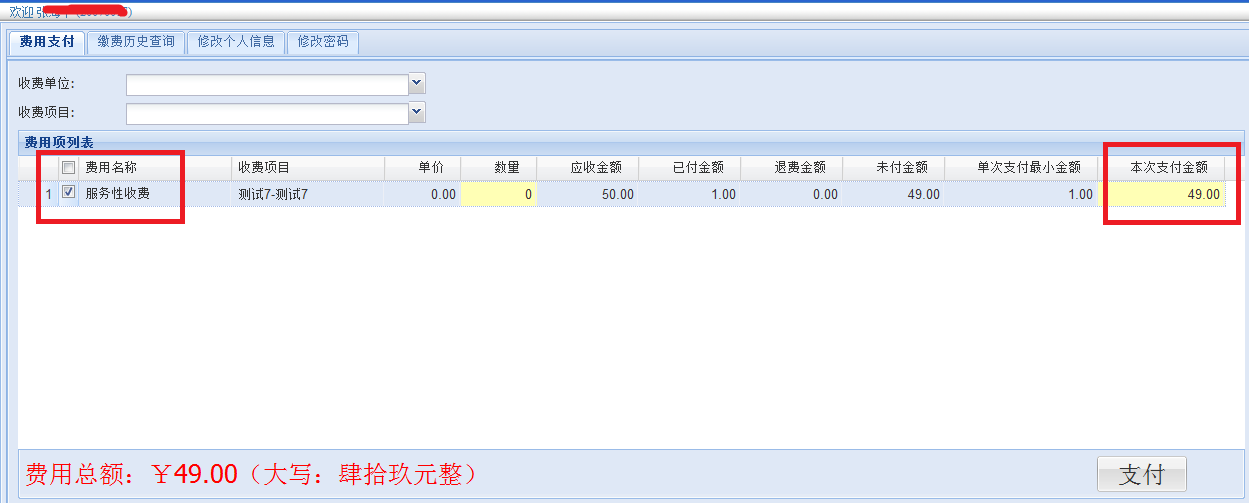 欢迎 张
费用支付 缴费历史查询 修改个人信息 修改密码
收费单位:
收费项目:
费用项列表
费用名称 收费项目 单价 数量 应收金额 已付金额 退费金额 未付金额 单次支付最小金额 本次支付金额
1 服务性收费 测试7-测试7 0.00 0 50.00 1.00 0.00 49.00 1.00 49.00
费用总额：￥49.00（大写：肆拾玖元整） 支付